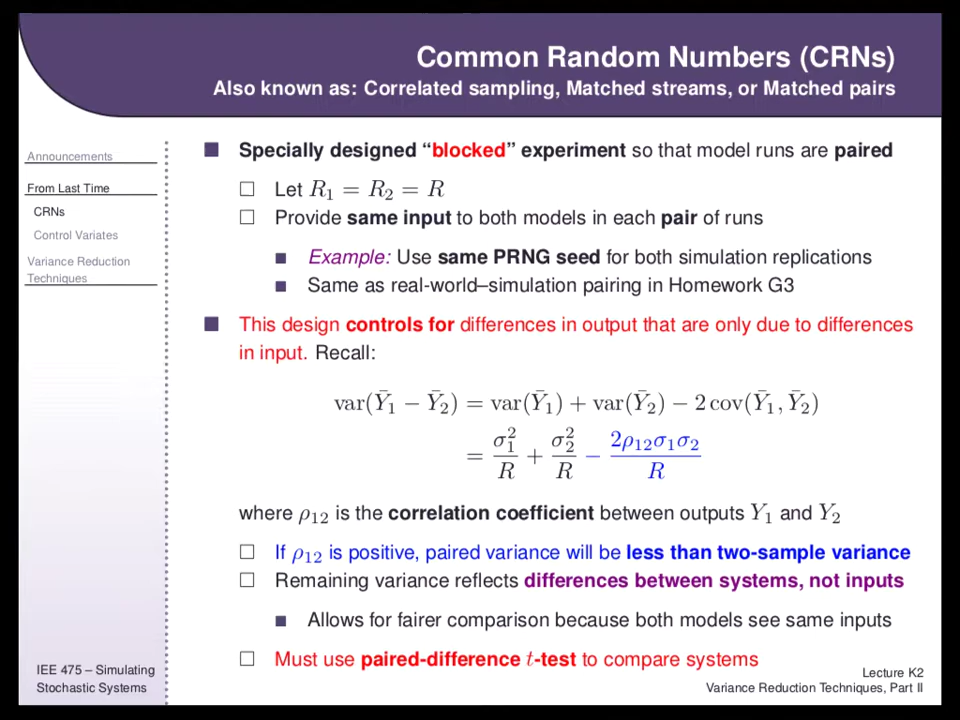 Common Random Numbers (CRNs)
Also known as: Correlated sampling, Matched streams, or Matched pairs
Announcements
From Last Time
CRNs
Control Variates
Variance Reduction
Techniques
■ Specially designed “blocked” experiment so that model runs are paired
□ Let R₁ = R₂ = R
□ Provide same input to both models in each pair of runs
■ Example: Use same PRNG seed for both simulation replications
■ Same as real-world–simulation pairing in Homework G3
■ This design controls for differences in output that are only due to differences
in input. Recall:
var(Ȳ₁ − Ȳ₂) = var(Ȳ₁) + var(Ȳ₂) − 2 cov(Ȳ₁, Ȳ₂)
= σ₁²/R + σ₂²/R − 2ρ₁₂σ₁σ₂/R
where ρ₁₂ is the correlation coefficient between outputs Y₁ and Y₂
□ If ρ₁₂ is positive, paired variance will be less than two-sample variance
□ Remaining variance reflects differences between systems, not inputs
■ Allows for fairer comparison because both models see same inputs
□ Must use paired-difference t-test to compare systems
IEE 475 – Simulating
Stochastic Systems
Lecture K2
Variance Reduction Techniques, Part II